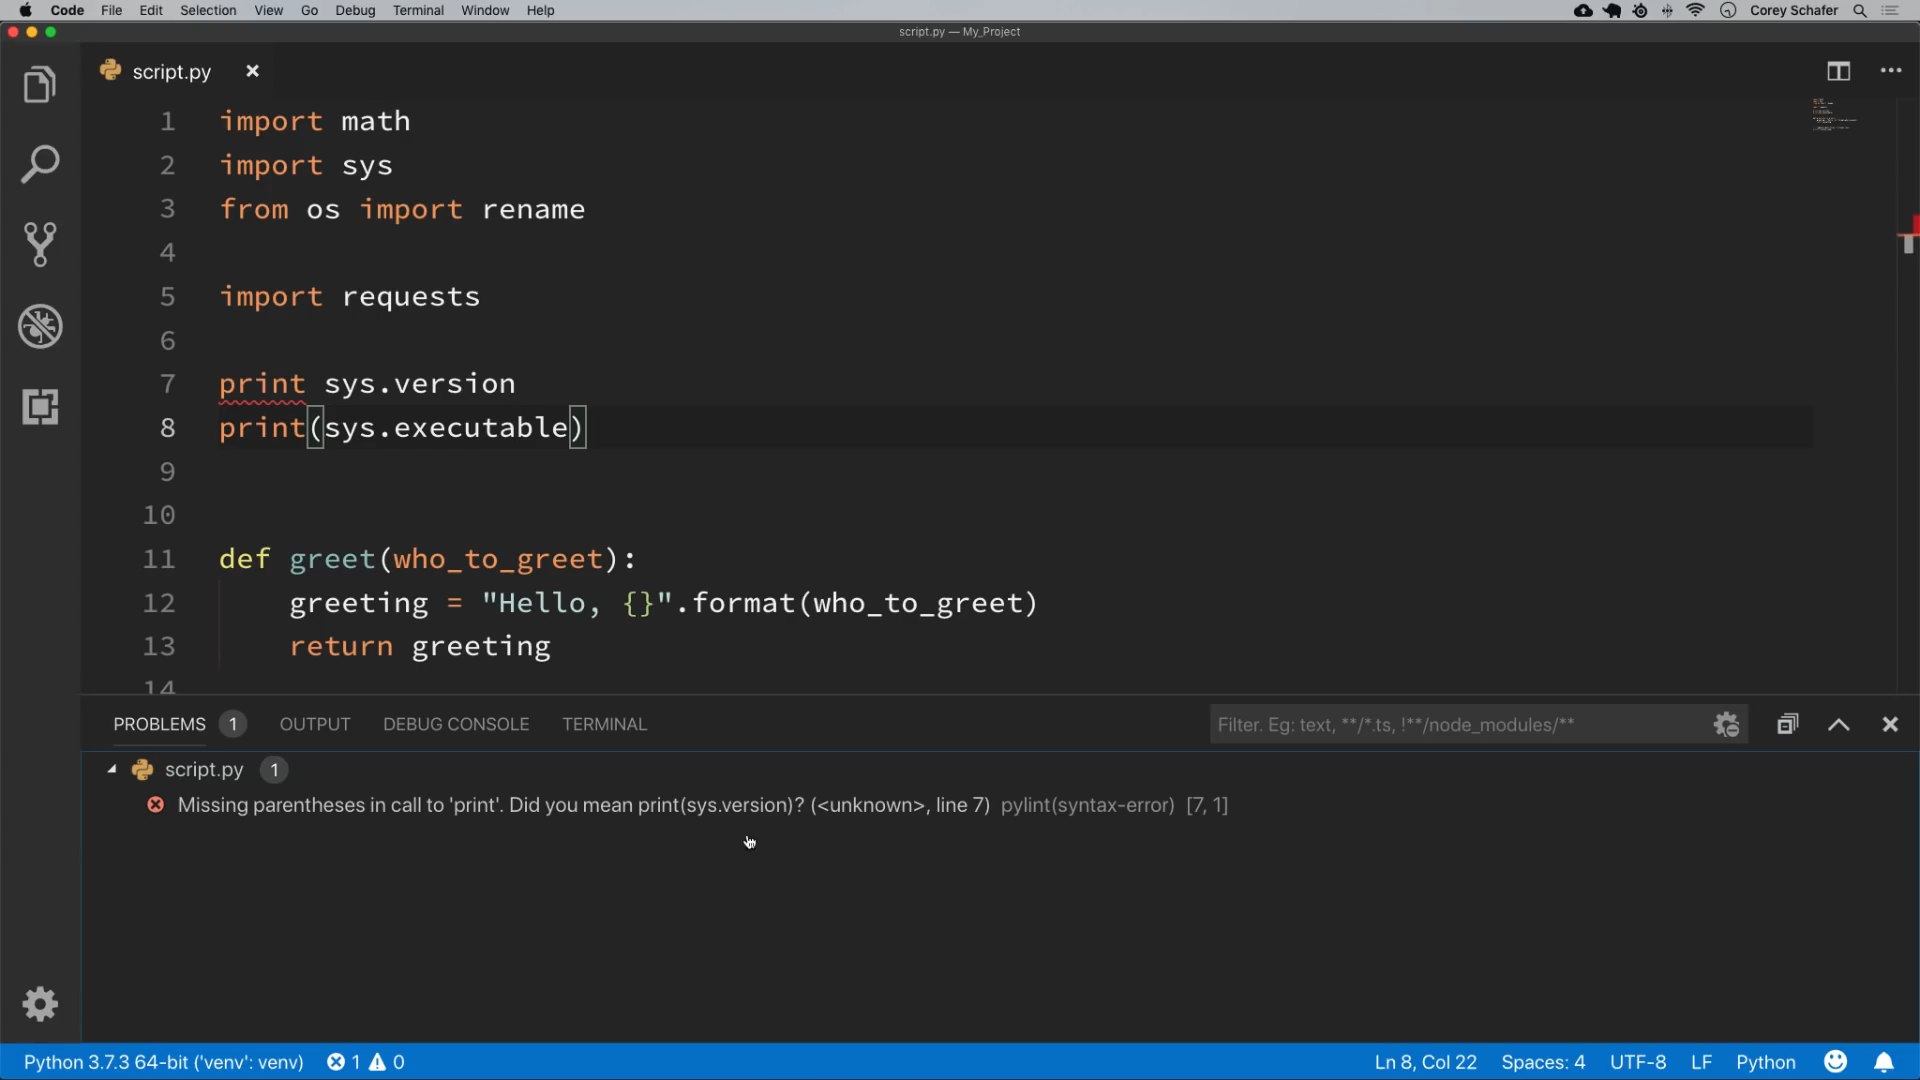 Code File Edit Selection View Go Debug Terminal Window Help Corey Schafer
script.py — My_Project
script.py
1 import math
2 import sys
3 from os import rename
4
5 import requests
6
7 print sys.version
8 print(sys.executable)
9
10
11 def greet(who_to_greet):
12     greeting = "Hello, {}".format(who_to_greet)
13     return greeting
14
PROBLEMS 1 OUTPUT DEBUG CONSOLE TERMINAL Filter. Eg: text, **/*.ts, !**/node_modules/**
script.py 1
Missing parentheses in call to 'print'. Did you mean print(sys.version)? (<unknown>, line 7) pylint(syntax-error) [7, 1]
Python 3.7.3 64-bit ('venv': venv) 1 0 Ln 8, Col 22 Spaces: 4 UTF-8 LF Python